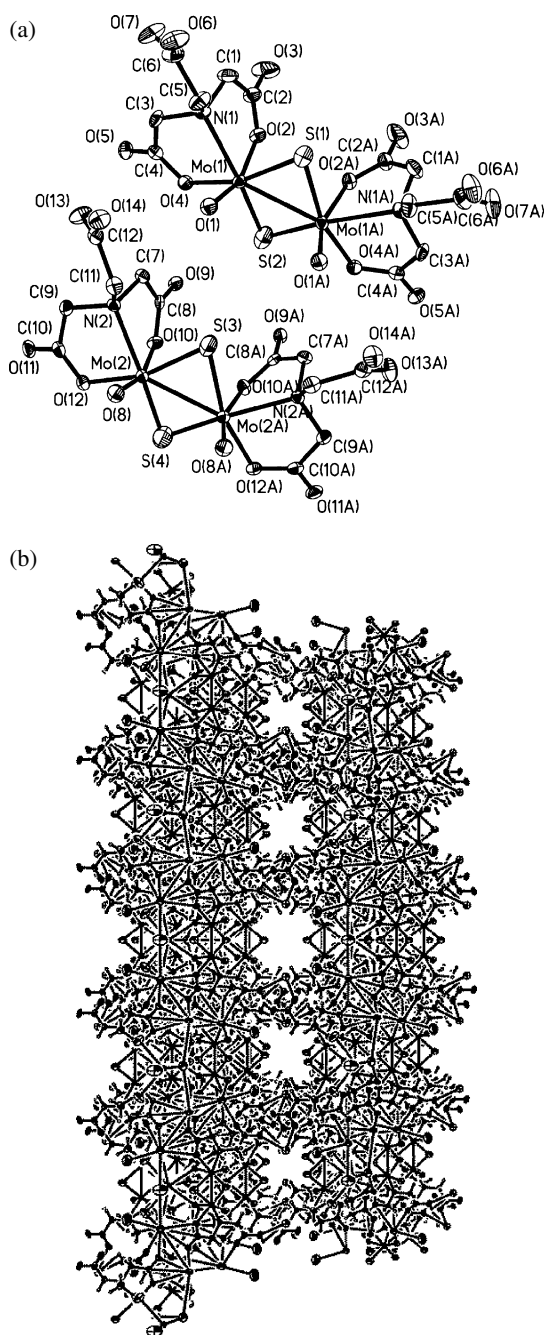 (a)
O(7) O(6)
C(6) C(1) O(3)
C(5) C(2)
C(3) N(1)
O(5) O(2) S(1) O(3A)
C(4) Mo(1) C(2A) C(1A)
O(4) O(2A) O(6A)
O(13) O(14) O(1) N(1A)
C(12) C(7) C(5A) C(6A) O(7A)
S(2) Mo(1A)
C(11) O(9) O(4A) C(3A)
C(9) N(2) C(8) O(1A) C(4A)
C(10) S(3) O(9A) O(5A)
O(11) O(10) C(7A) O(14A)
Mo(2) C(8A) O(13A)
O(12) O(10A) C(11A) C(12A)
O(8) N(2A)
Mo(2A)
S(4) C(9A)
O(8A) C(10A)
O(12A)
O(11A)
(b)